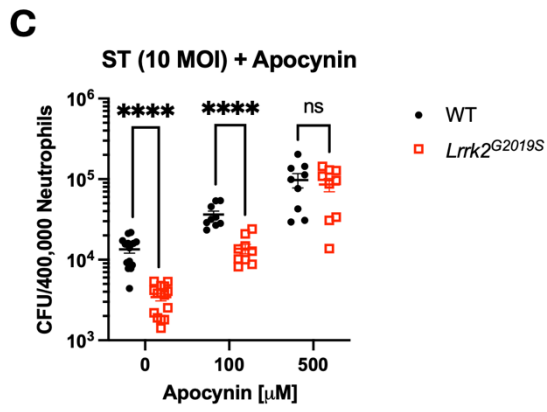 C
ST (10 MOI) + Apocynin
CFU/400,000 Neutrophils
10⁶
10⁵
10⁴
10³
****
****
ns
WT
Lrrk2ᴳ²⁰¹⁹ˢ
0
100
500
Apocynin [μM]